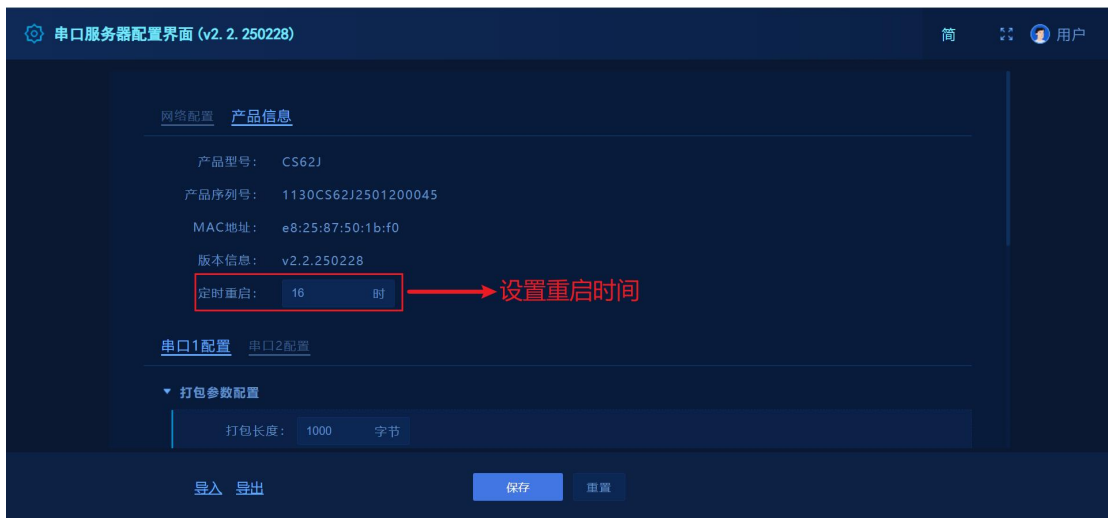 串口服务器配置界面 (v2.2.250228) 简 用户
网络配置 产品信息
产品型号: CS62J
产品序列号: 1130CS62J2501200045
MAC地址: e8:25:87:50:1b:f0
版本信息: v2.2.250228
定时重启: 16 时 设置重启时间
串口1配置 串口2配置
打包参数配置
打包长度: 1000 字节
导入 导出 保存 重置